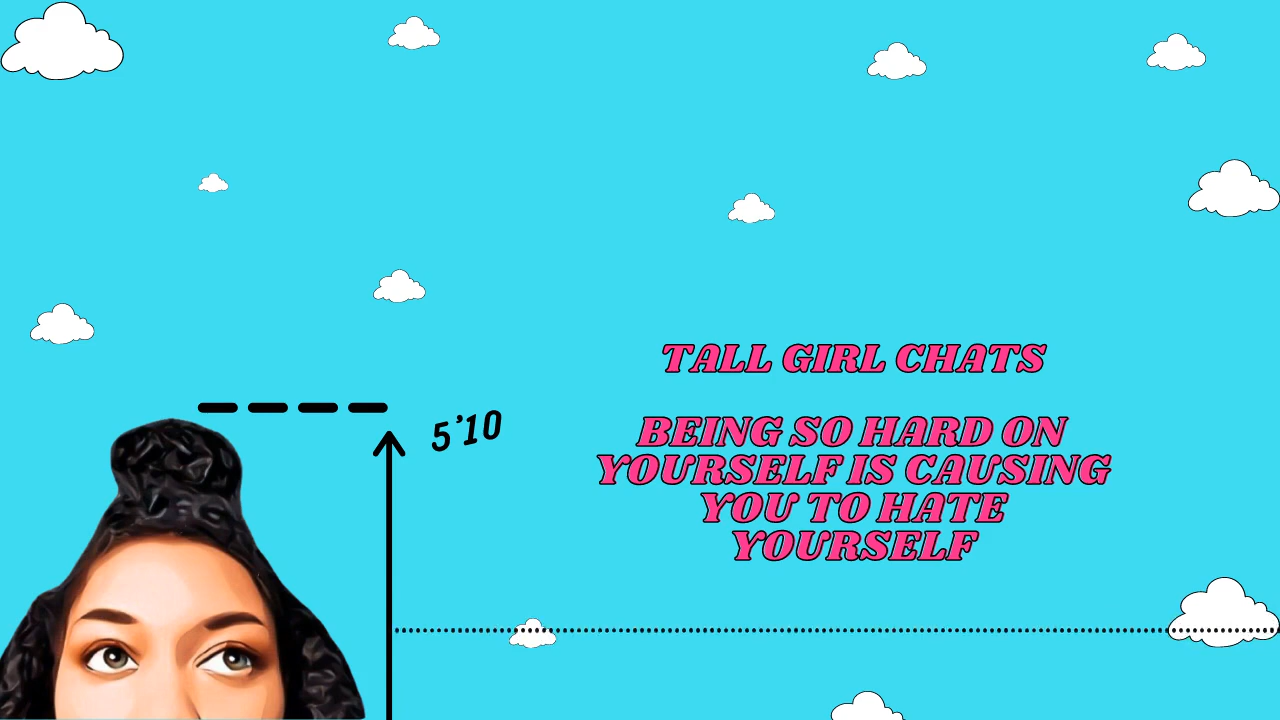 TALL GIRL CHATS
BEING SO HARD ON
YOURSELF IS CAUSING
YOU TO HATE
YOURSELF
5'10